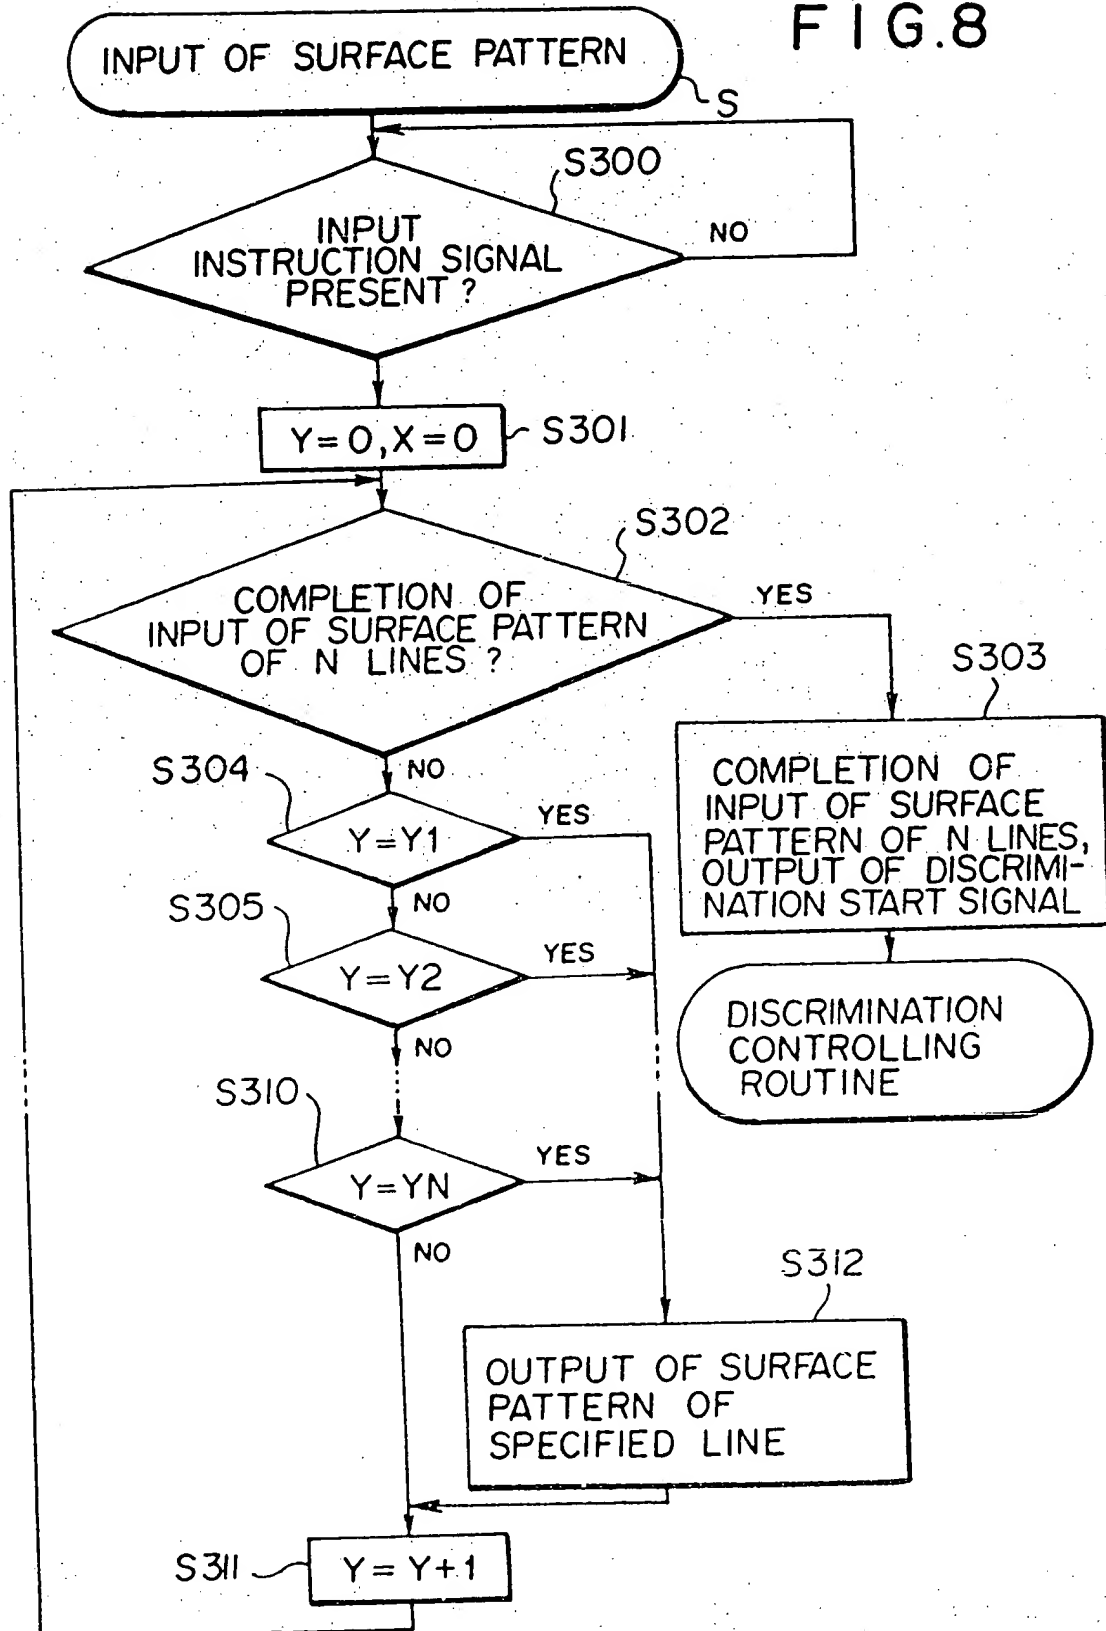 FIG.8
INPUT OF SURFACE PATTERN
S
S300
INPUT
INSTRUCTION SIGNAL
PRESENT ?
NO
Y=0,X=0
S301
S302
COMPLETION OF
INPUT OF SURFACE PATTERN
OF N LINES ?
YES
S303
COMPLETION OF
INPUT OF SURFACE
PATTERN OF N LINES,
OUTPUT OF DISCRIMI-
NATION START SIGNAL
DISCRIMINATION
CONTROLLING
ROUTINE
NO
S304
Y=Y1
YES
NO
S305
Y=Y2
YES
NO
S310
Y=YN
YES
NO
S312
OUTPUT OF SURFACE
PATTERN OF
SPECIFIED LINE
S311
Y=Y+1